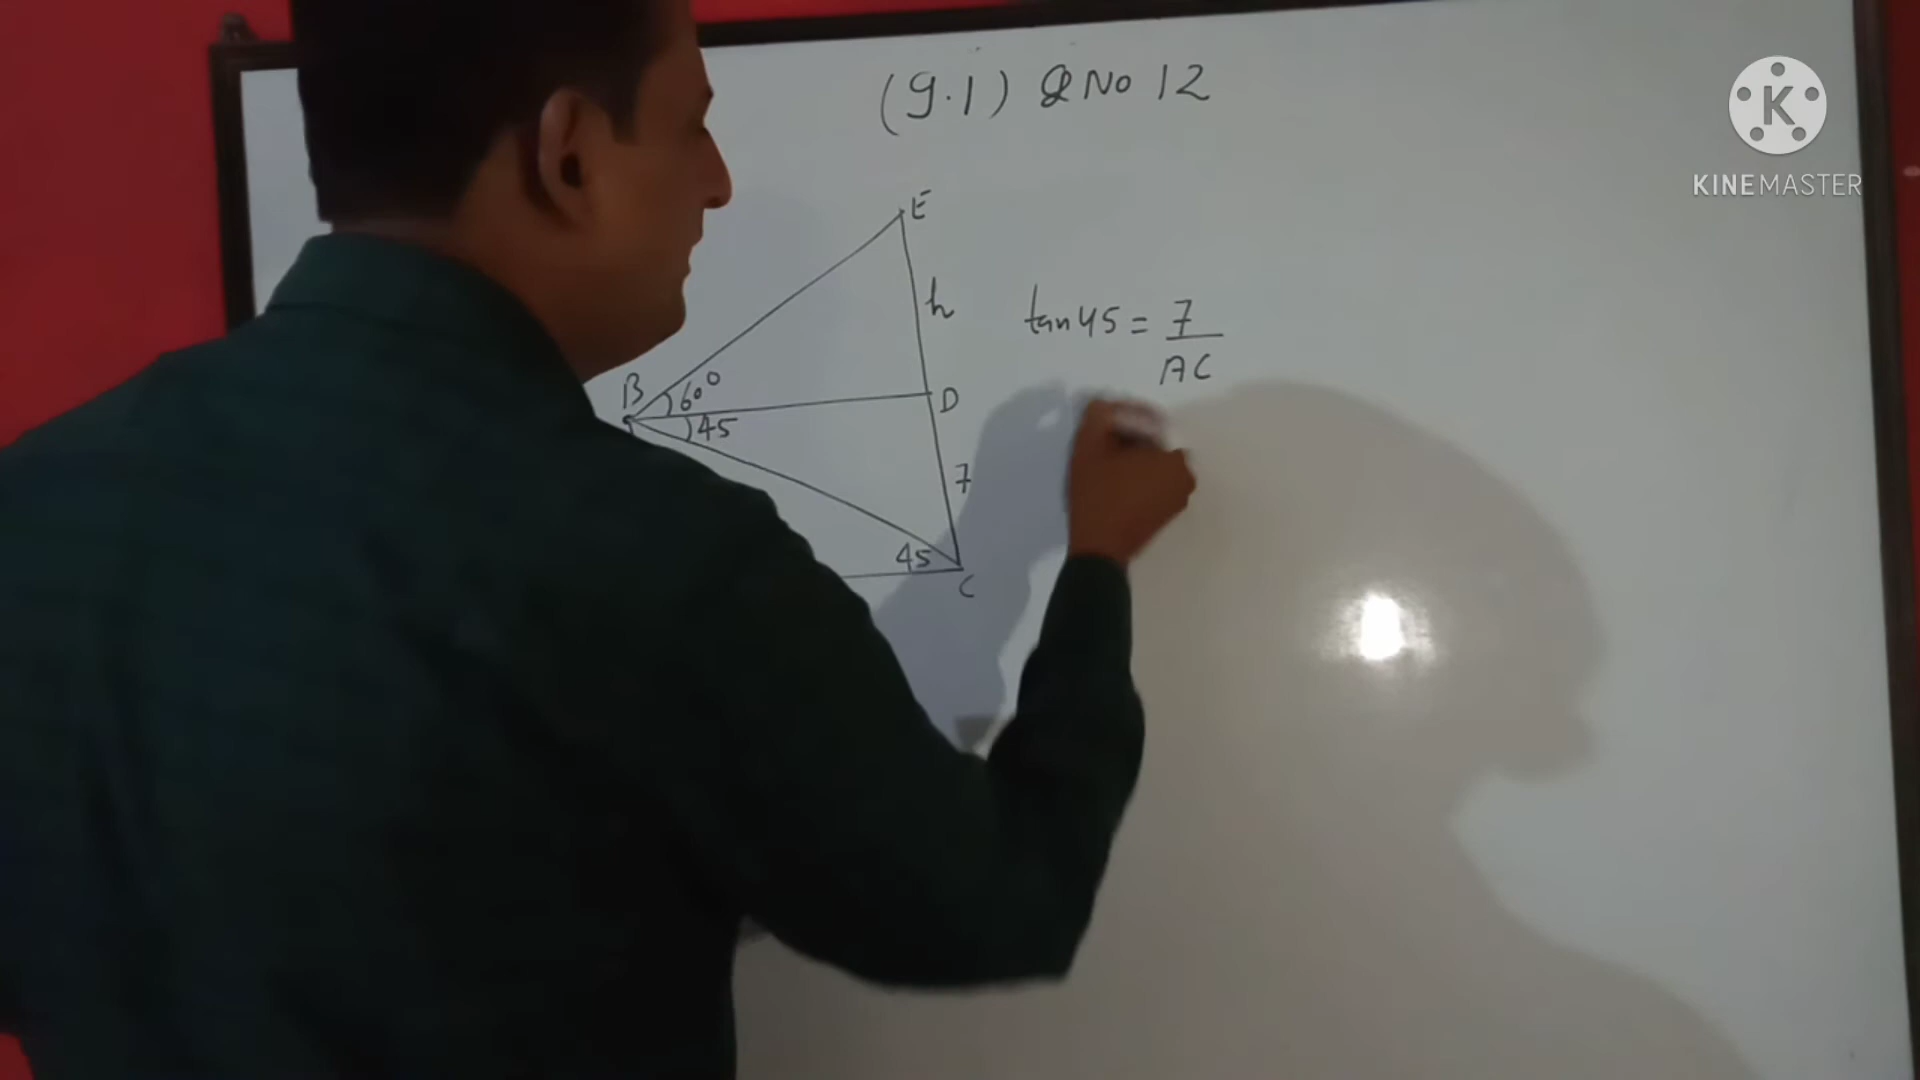 (9.1) Q No 12
KINEMASTER
E
h
tan 45 = 7
AC
B
60°
D
45
7
45
C